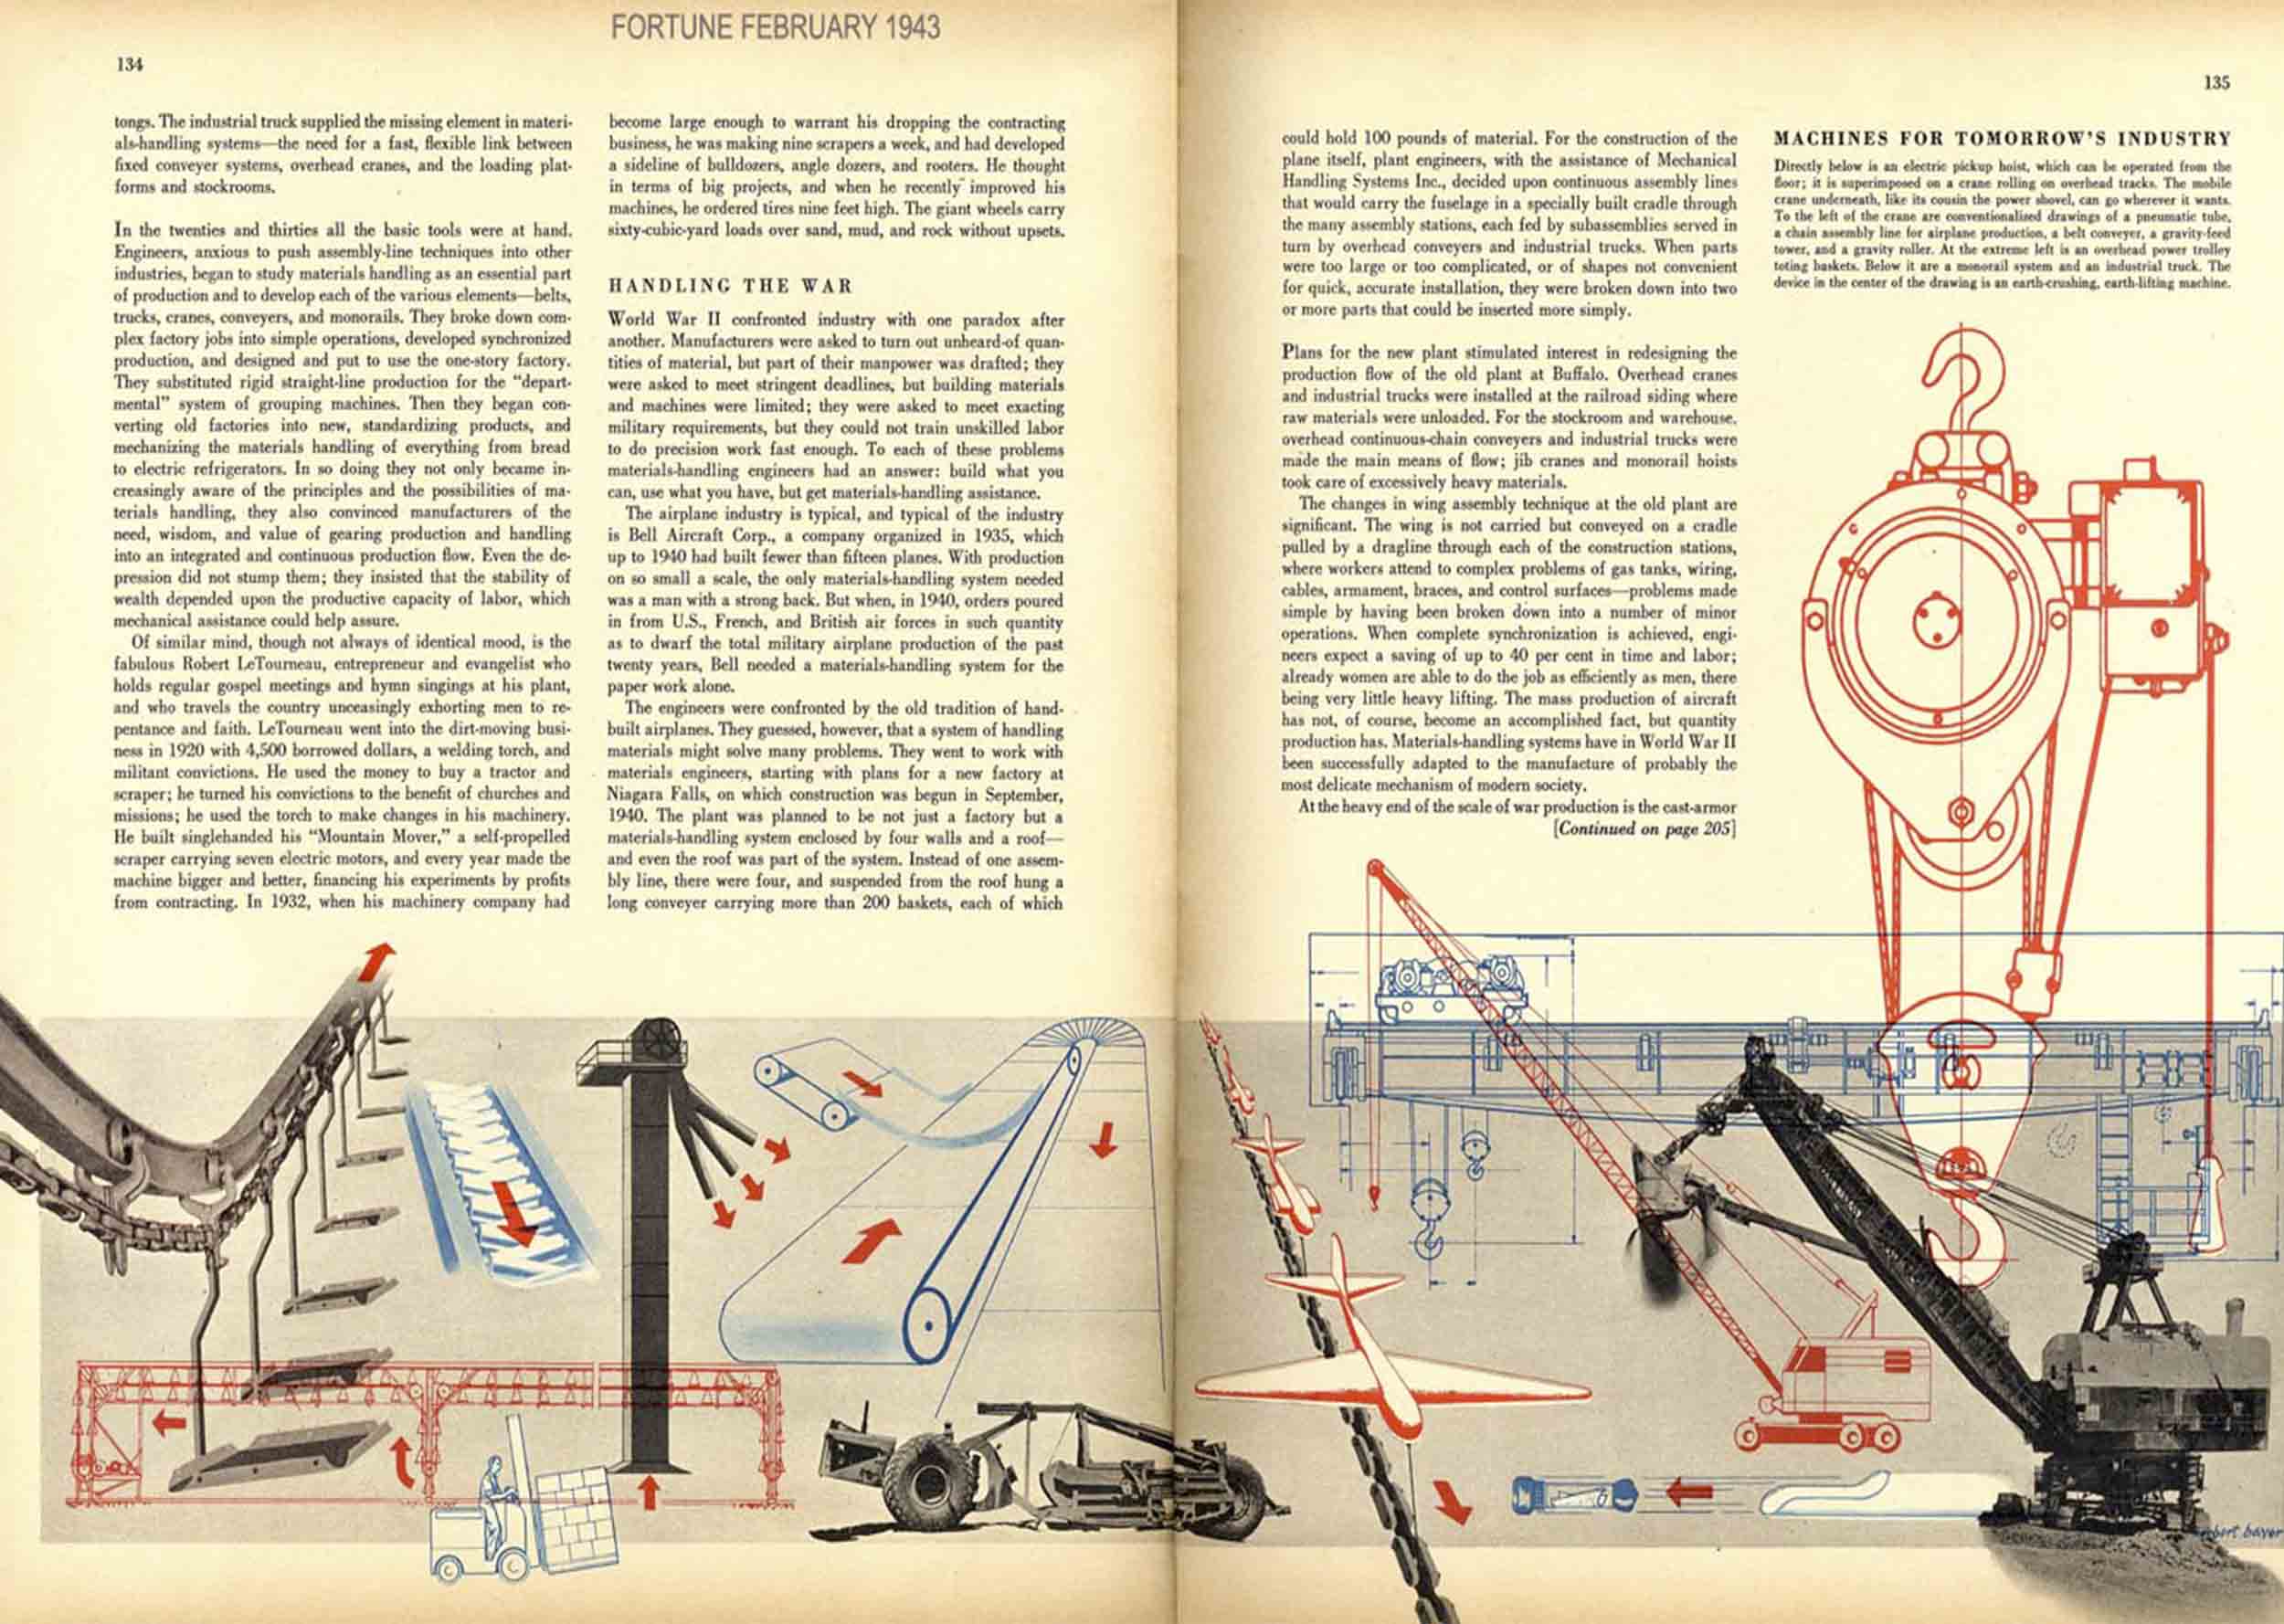 FORTUNE FEBRUARY 1943
134
tongs. The industrial truck supplied the missing element in materi-
als-handling systems—the need for a fast, flexible link between
fixed conveyer systems, overhead cranes, and the loading plat-
forms and stockrooms.
In the twenties and thirties all the basic tools were at hand.
Engineers, anxious to push assembly-line techniques into other
industries, began to study materials handling as an essential part
of production and to develop each of the various elements—belts,
trucks, cranes, conveyers, and monorails. They broke down com-
plex factory jobs into simple operations, developed synchronized
production, and designed and put to use the one-story factory.
They substituted rigid straight-line production for the "depart-
mental" system of grouping machines. Then they began con-
verting old factories into new, standardizing products, and
mechanizing the materials handling of everything from bread
to electric refrigerators. In so doing they not only became in-
creasingly aware of the principles and the possibilities of ma-
terials handling, they also convinced manufacturers of the
need, wisdom, and value of gearing production and handling
into an integrated and continuous production flow. Even the de-
pression did not stump them; they insisted that the stability of
wealth depended upon the productive capacity of labor, which
mechanical assistance could help assure.
Of similar mind, though not always of identical mood, is the
fabulous Robert LeTourneau, entrepreneur and evangelist who
holds regular gospel meetings and hymn singings at his plant,
and who travels the country unceasingly exhorting men to re-
pentance and faith. LeTourneau went into the dirt-moving busi-
ness in 1920 with 4,500 borrowed dollars, a welding torch, and
militant convictions. He used the money to buy a tractor and
scraper; he turned his convictions to the benefit of churches and
missions; he used the torch to make changes in his machinery.
He built singlehanded his "Mountain Mover," a self-propelled
scraper carrying seven electric motors, and every year made the
machine bigger and better, financing his experiments by profits
from contracting. In 1932, when his machinery company had
become large enough to warrant his dropping the contracting
business, he was making nine scrapers a week, and had developed
a sideline of bulldozers, angle dozers, and rooters. He thought
in terms of big projects, and when he recently improved his
machines, he ordered tires nine feet high. The giant wheels carry
sixty-cubic-yard loads over sand, mud, and rock without upsets.
HANDLING THE WAR
World War II confronted industry with one paradox after
another. Manufacturers were asked to turn out unheard-of quan-
tities of material, but part of their manpower was drafted; they
were asked to meet stringent deadlines, but building materials
and machines were limited; they were asked to meet exacting
military requirements, but they could not train unskilled labor
to do precision work fast enough. To each of these problems
materials-handling engineers had an answer: build what you
can, use what you have, but get materials-handling assistance.
The airplane industry is typical, and typical of the industry
is Bell Aircraft Corp., a company organized in 1935, which
up to 1940 had built fewer than fifteen planes. With production
on so small a scale, the only materials-handling system needed
was a man with a strong back. But when, in 1940, orders poured
in from U.S., French, and British air forces in such quantity
as to dwarf the total military airplane production of the past
twenty years, Bell needed a materials-handling system for the
paper work alone.
The engineers were confronted by the old tradition of hand-
built airplanes. They guessed, however, that a system of handling
materials might solve many problems. They went to work with
materials engineers, starting with plans for a new factory at
Niagara Falls, on which construction was begun in September,
1940. The plant was planned to be not just a factory but a
materials-handling system enclosed by four walls and a roof—
and even the roof was part of the system. Instead of one assem-
bly line, there were four, and suspended from the roof hung a
long conveyer carrying more than 200 baskets, each of which
135
could hold 100 pounds of material. For the construction of the
plane itself, plant engineers, with the assistance of Mechanical
Handling Systems Inc., decided upon continuous assembly lines
that would carry the fuselage in a specially built cradle through
the many assembly stations, each fed by subassemblies served in
turn by overhead conveyers and industrial trucks. When parts
were too large or too complicated, or of shapes not convenient
for quick, accurate installation, they were broken down into two
or more parts that could be inserted more simply.
Plans for the new plant stimulated interest in redesigning the
production flow of the old plant at Buffalo. Overhead cranes
and industrial trucks were installed at the railroad siding where
raw materials were unloaded. For the stockroom and warehouse,
overhead continuous-chain conveyers and industrial trucks were
made the main means of flow; jib cranes and monorail hoists
took care of excessively heavy materials.
The changes in wing assembly technique at the old plant are
significant. The wing is not carried but conveyed on a cradle
pulled by a dragline through each of the construction stations,
where workers attend to complex problems of gas tanks, wiring,
cables, armament, braces, and control surfaces—problems made
simple by having been broken down into a number of minor
operations. When complete synchronization is achieved, engi-
neers expect a saving of up to 40 per cent in time and labor;
already women are able to do the job as efficiently as men, there
being very little heavy lifting. The mass production of aircraft
has not, of course, become an accomplished fact, but quantity
production has. Materials-handling systems have in World War II
been successfully adapted to the manufacture of probably the
most delicate mechanism of modern society.
At the heavy end of the scale of war production is the cast-armor
[Continued on page 205]
MACHINES FOR TOMORROW'S INDUSTRY
Directly below is an electric pickup hoist, which can be operated from the
floor; it is superimposed on a crane rolling on overhead tracks. The mobile
crane underneath, like its cousin the power shovel, can go wherever it wants.
To the left of the crane are conventionalized drawings of a pneumatic tube,
a chain assembly line for airplane production, a belt conveyer, a gravity-feed
tower, and a gravity roller. At the extreme left is an overhead power trolley
toting baskets. Below it are a monorail system and an industrial truck. The
device in the center of the drawing is an earth-crushing, earth-lifting machine.
bayer